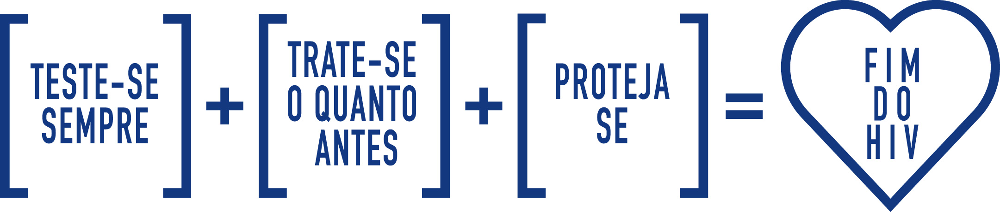 TESTE-SE
SEMPRE
+
TRATE-SE
O QUANTO
ANTES
+
PROTEJA
SE
=
FIM
DO
HIV